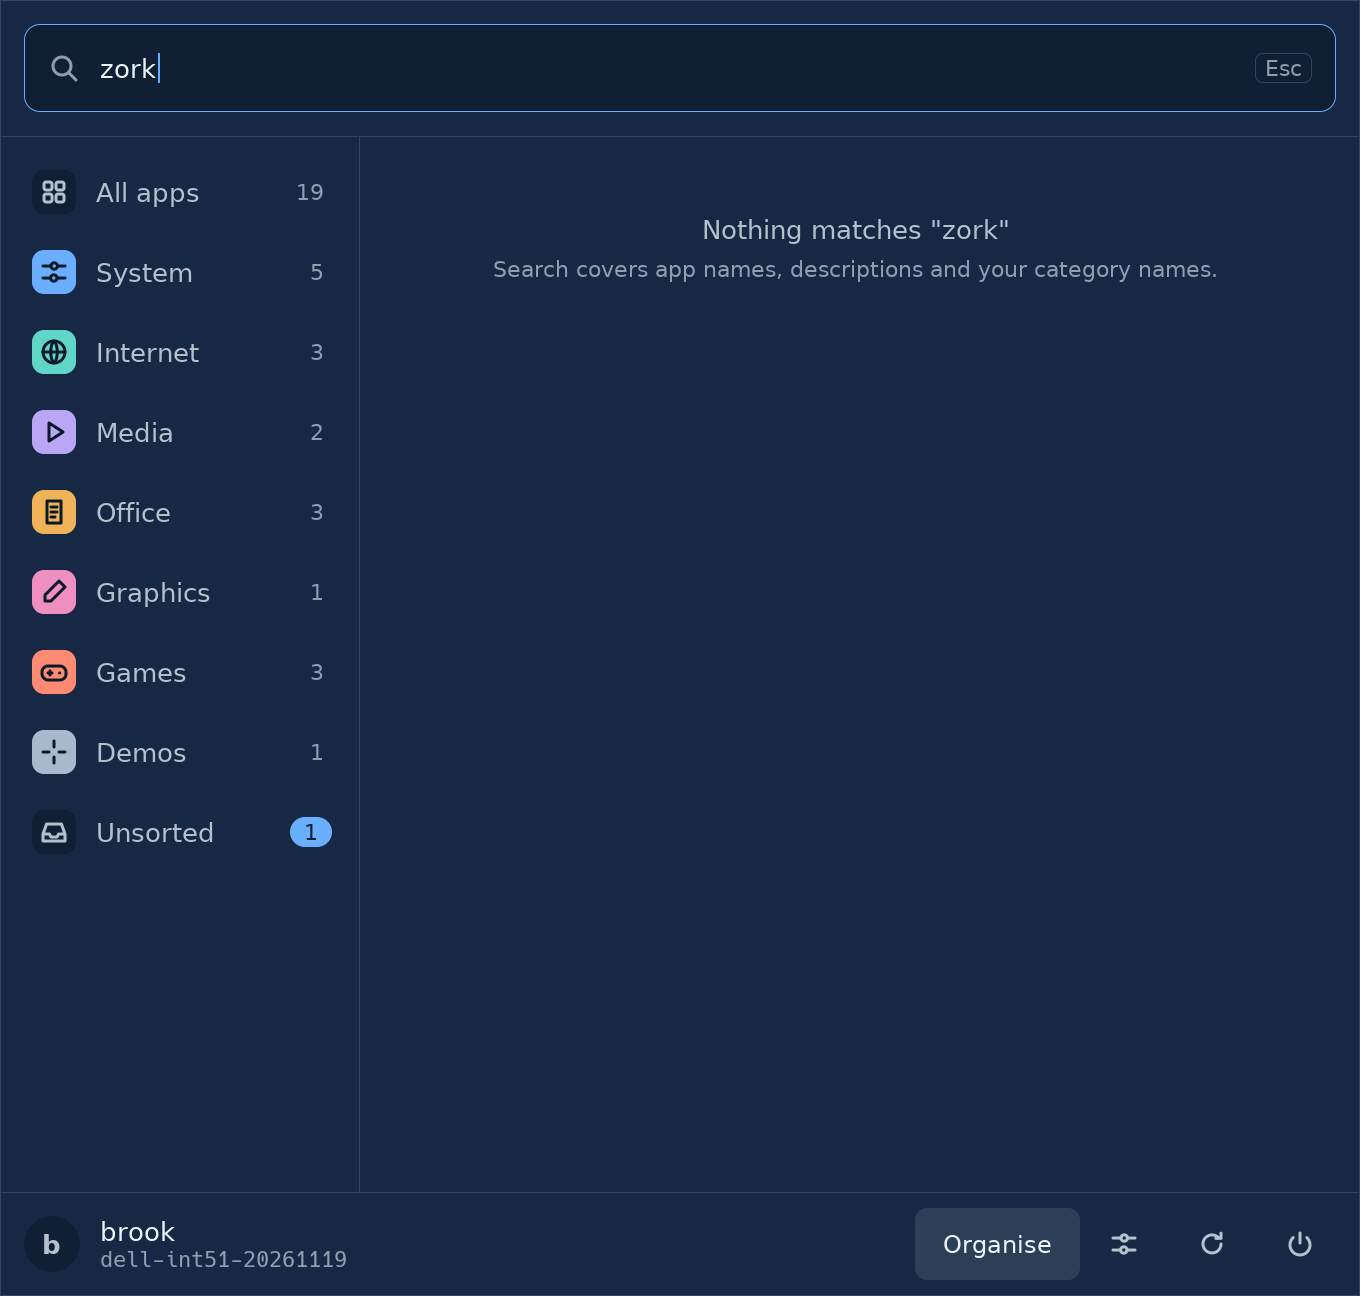 zork
Esc
All apps 19
System 5
Internet 3
Media 2
Office 3
Graphics 1
Games 3
Demos 1
Unsorted 1
Nothing matches "zork"
Search covers app names, descriptions and your category names.
b
brook
dell-int51-20261119
Organise